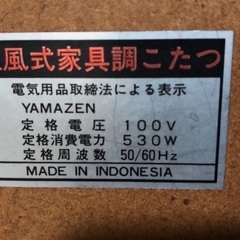 風式家具調こたつ
電気用品取締法による表示
YAMAZEN
定格電圧 100V
定格消費電力 530W
定格周波数 50/60Hz
MADE IN INDONESIA